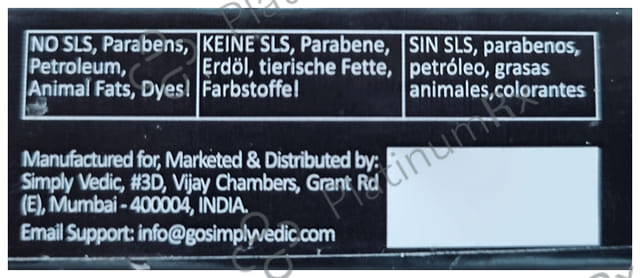 NO SLS, Parabens,
Petroleum,
Animal Fats, Dyes!
KEINE SLS, Parabene,
Erdöl, tierische Fette,
Farbstoffe!
SIN SLS, parabenos,
petróleo, grasas
animales,colorantes
Manufactured for, Marketed & Distributed by:
Simply Vedic, #3D, Vijay Chambers, Grant Rd
(E), Mumbai - 400004, INDIA.
Email Support: info@gosimplyvedic.com
PlatinumRx